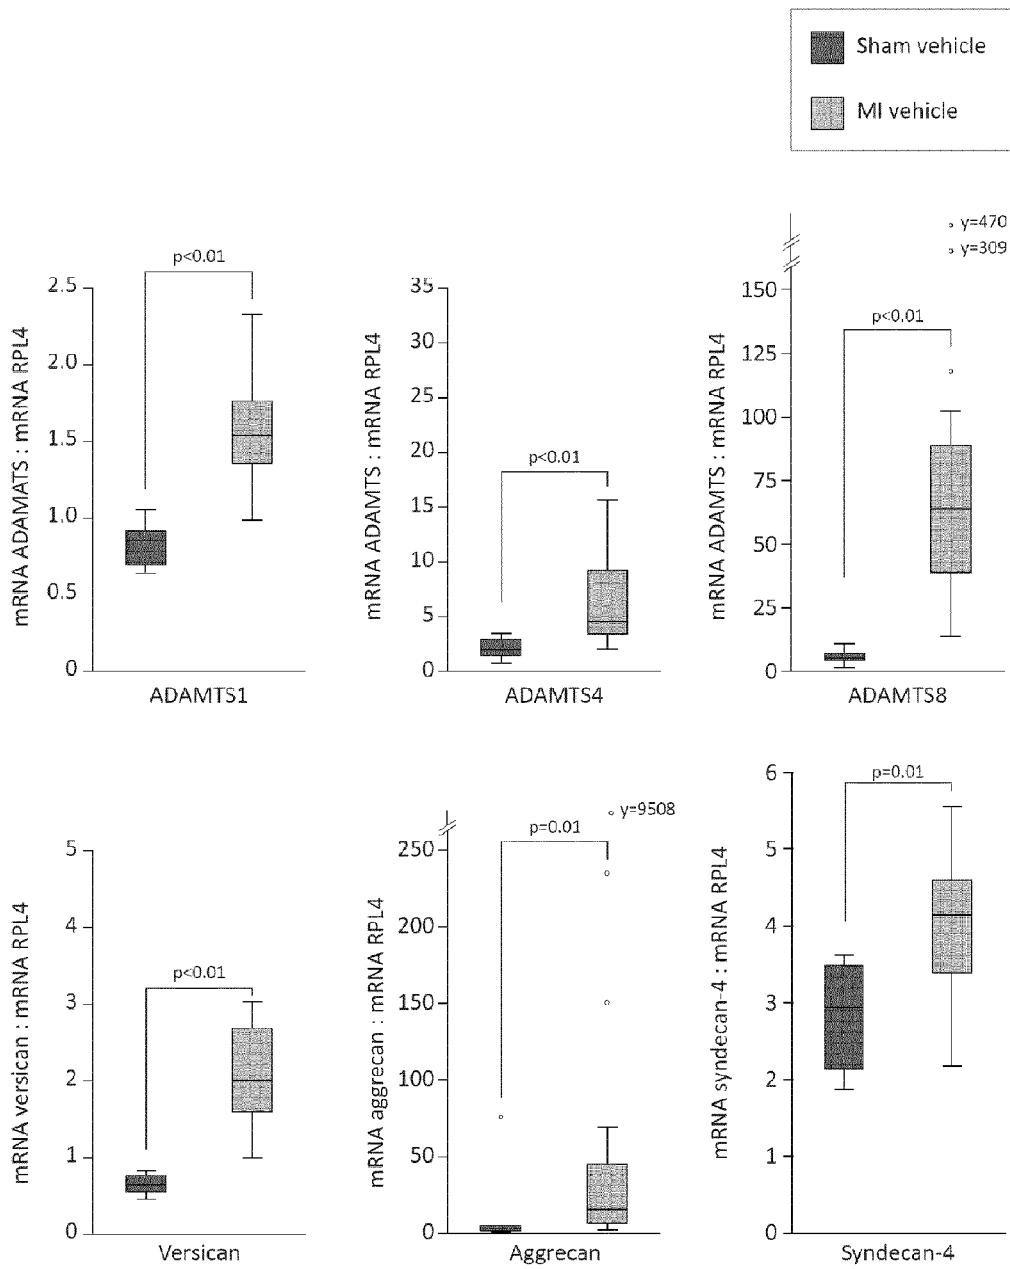 Sham vehicle
MI vehicle
mRNA ADAMATS : mRNA RPL4
2.5
2.0
1.5
1.0
0.5
0
p<0.01
ADAMTS1
mRNA ADAMTS : mRNA RPL4
35
30
25
20
15
10
5
0
p<0.01
ADAMTS4
mRNA ADAMTS : mRNA RPL4
y=470
y=309
150
125
100
75
50
25
0
p<0.01
ADAMTS8
mRNA versican : mRNA RPL4
5
4
3
2
1
0
p<0.01
Versican
mRNA aggrecan : mRNA RPL4
y=9508
p=0.01
250
200
150
100
50
0
Aggrecan
mRNA syndecan-4 : mRNA RPL4
6
5
4
3
2
1
0
p=0.01
Syndecan-4